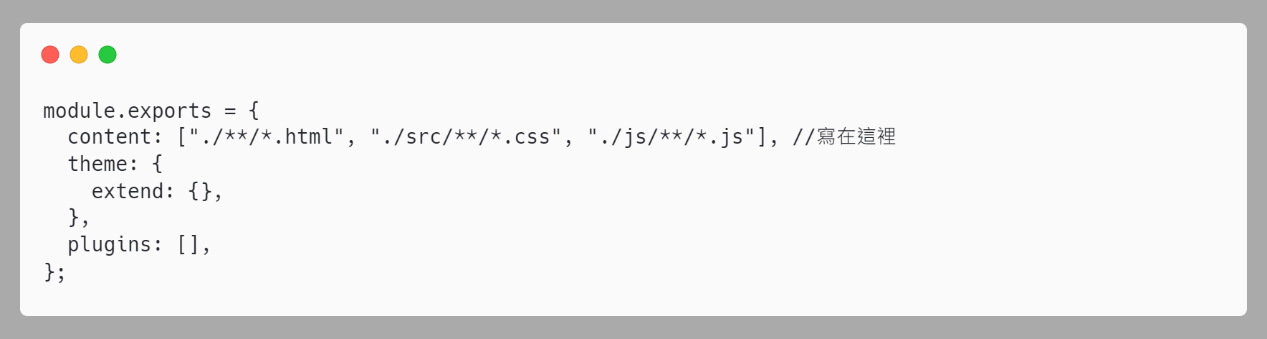 module.exports = {
  content: ["./**/*.html", "./src/**/*.css", "./js/**/*.js"], //寫在這裡
  theme: {
    extend: {},
  },
  plugins: [],
};